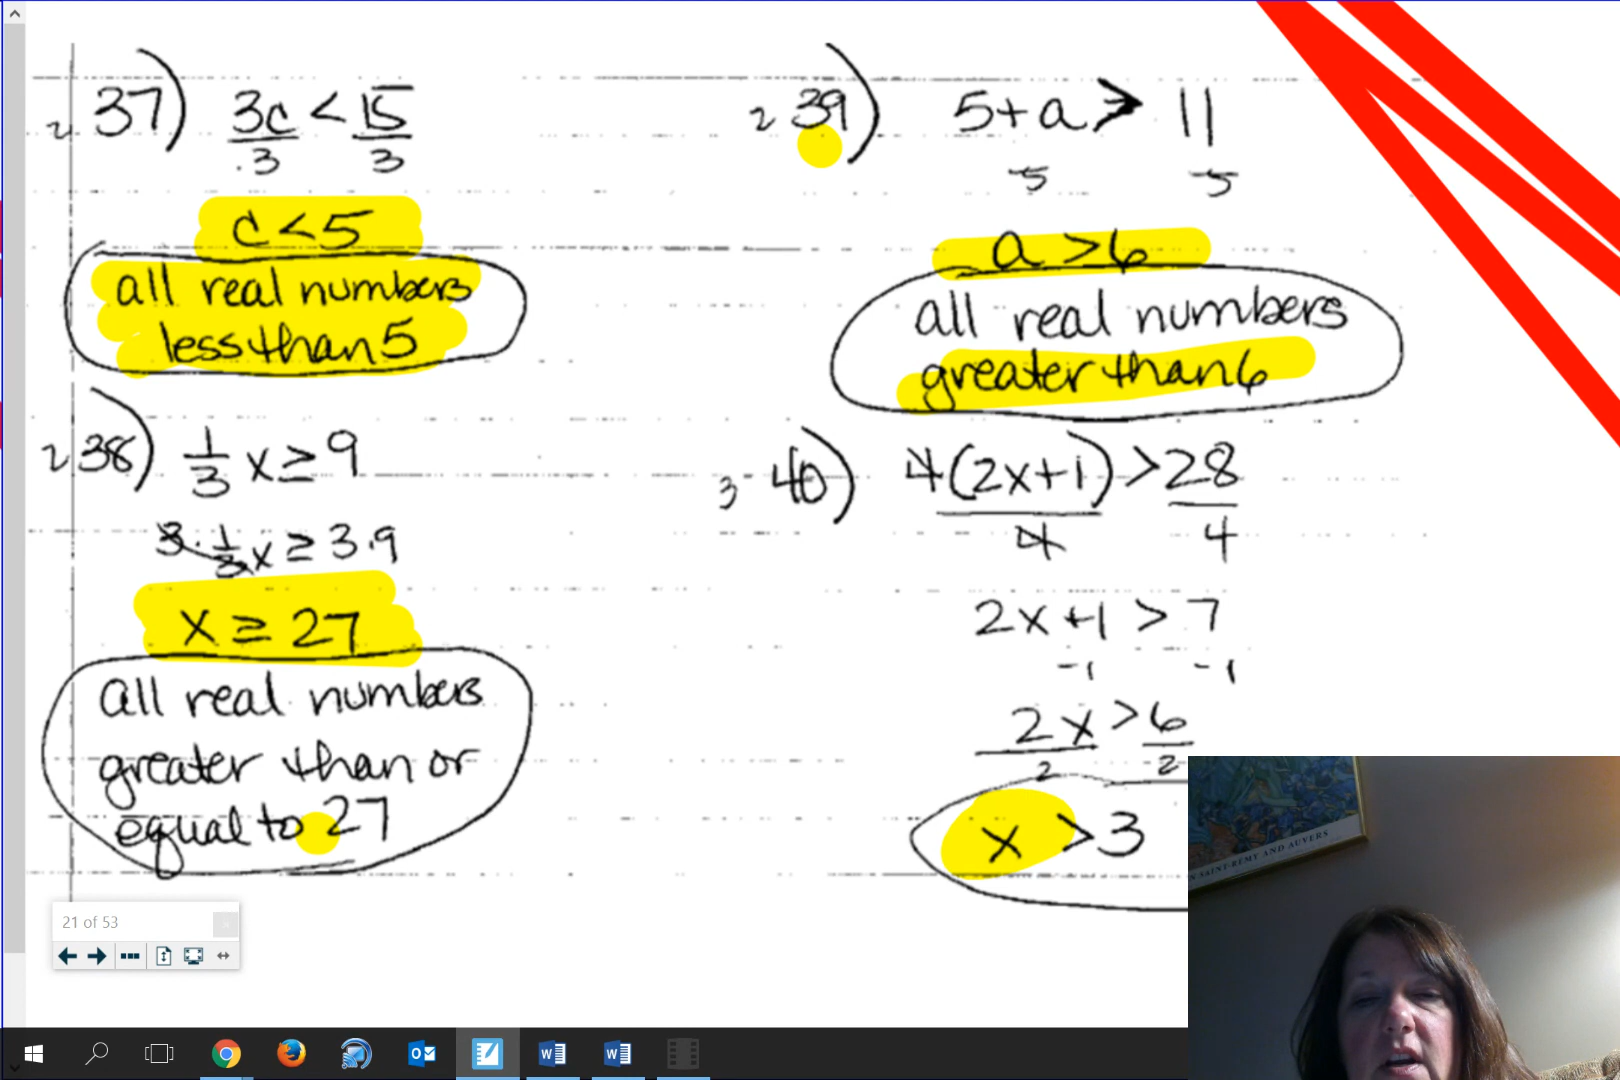 2 37) 3c < 15
3 3
c < 5
all real numbers
less than 5
2 38) 1/3 x ≥ 9
3 · 1/3 x ≥ 3 · 9
x ≥ 27
all real numbers
greater than or
equal to 27
2 39) 5 + a > 11
-5 -5
a > 6
all real numbers
greater than 6
3 40) 4(2x+1) > 28
4 4
2x + 1 > 7
-1 -1
2x > 6
2 2
x > 3
SAINT-RÉMY AND AUVERS
21 of 53